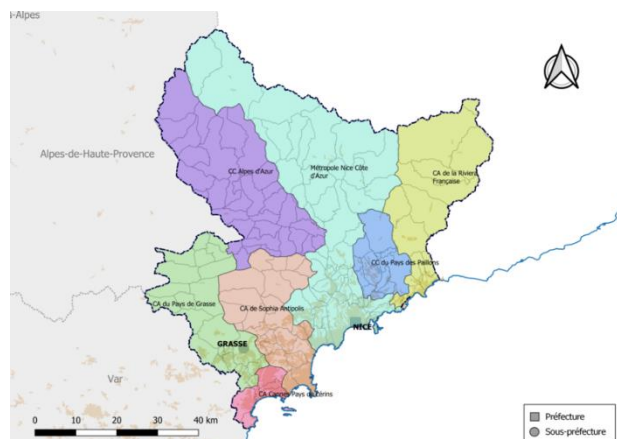 -Alpes
Alpes-de-Haute-Provence
CC Alpes d'Azur
Métropole Nice Côte
d'Azur
CA de la Riviera
Française
CC du Pays des Paillons
CA du Pays de Grasse
CA de Sophia Antipolis
NICE
GRASSE
Var
CA Cannes Pays de Lérins
0 10 20 30 40 km
Préfecture
Sous-préfecture